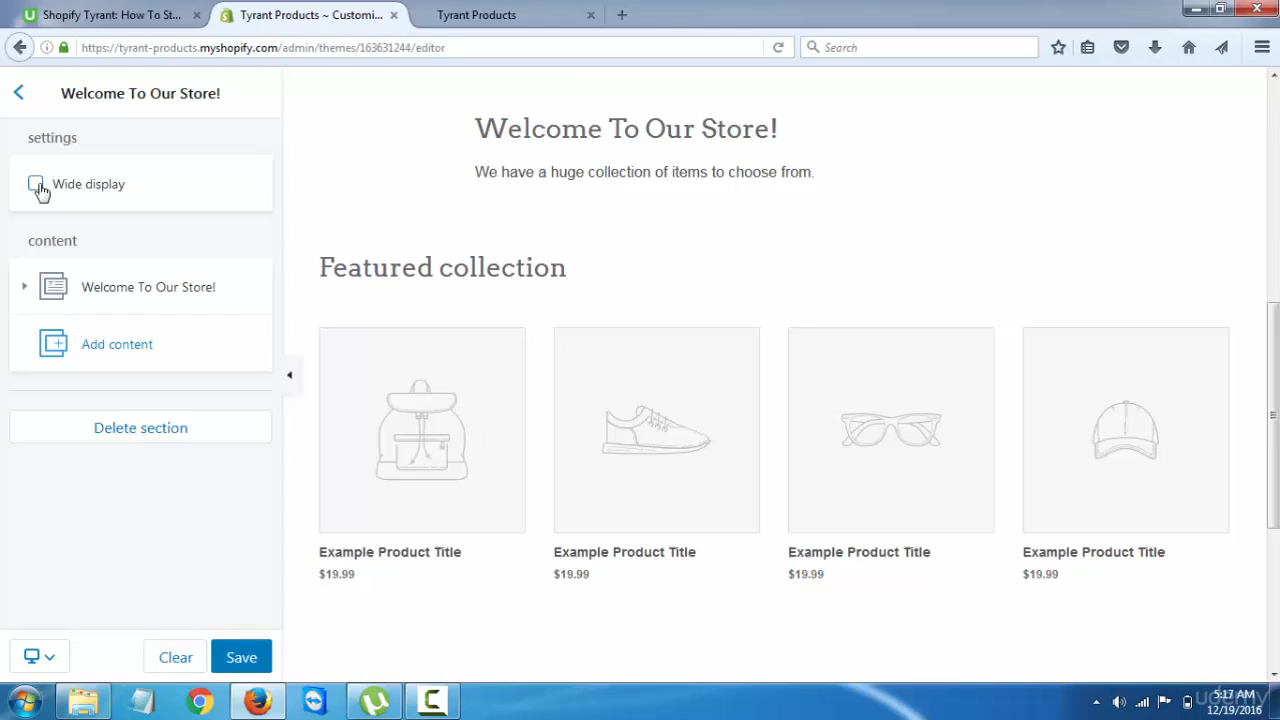 Shopify Tyrant: How To St...
Tyrant Products ~ Customi...
Tyrant Products
https://tyrant-products.myshopify.com/admin/themes/163631244/editor
Search
Welcome To Our Store!
settings
Wide display
content
Welcome To Our Store!
Add content
Delete section
Clear
Save
Welcome To Our Store!
We have a huge collection of items to choose from.
Featured collection
Example Product Title
$19.99
Example Product Title
$19.99
Example Product Title
$19.99
Example Product Title
$19.99
5:17 AM
12/19/2016
udemy